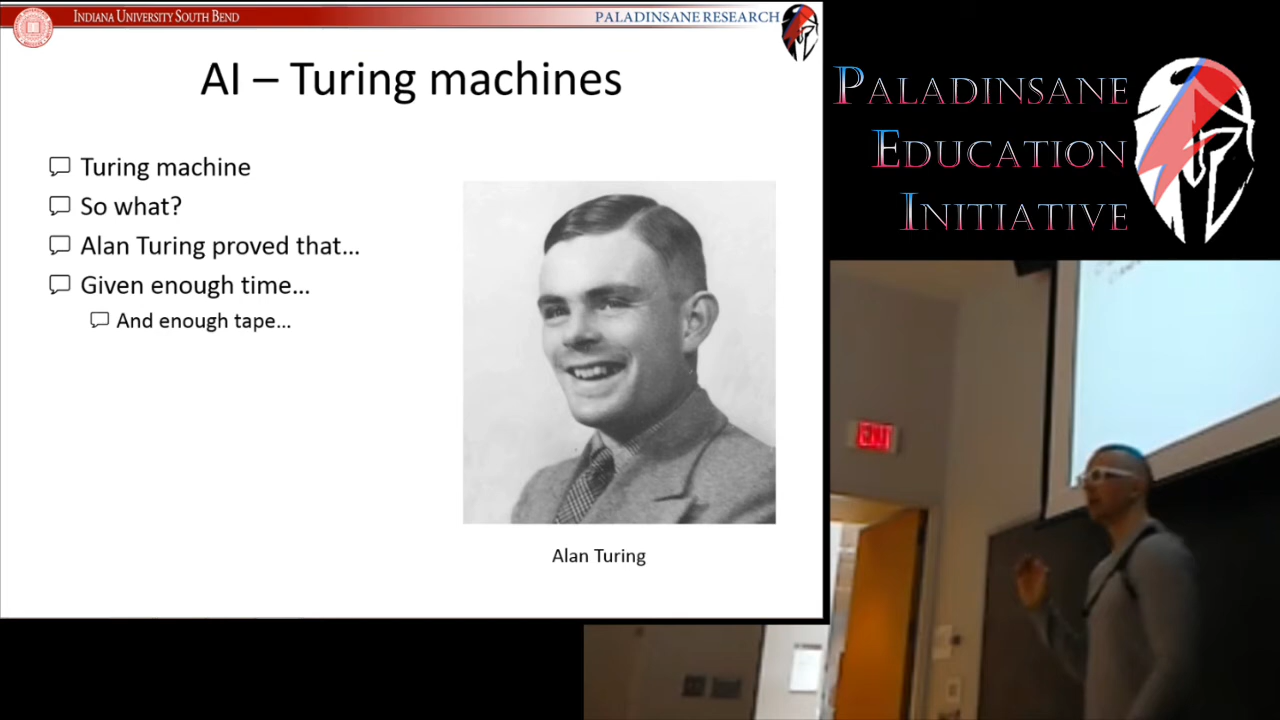 INDIANA UNIVERSITY SOUTH BEND
PALADINSANE RESEARCH
AI – Turing machines
Turing machine
So what?
Alan Turing proved that...
Given enough time...
And enough tape...
Alan Turing
PALADINSANE
EDUCATION
INITIATIVE
EXIT